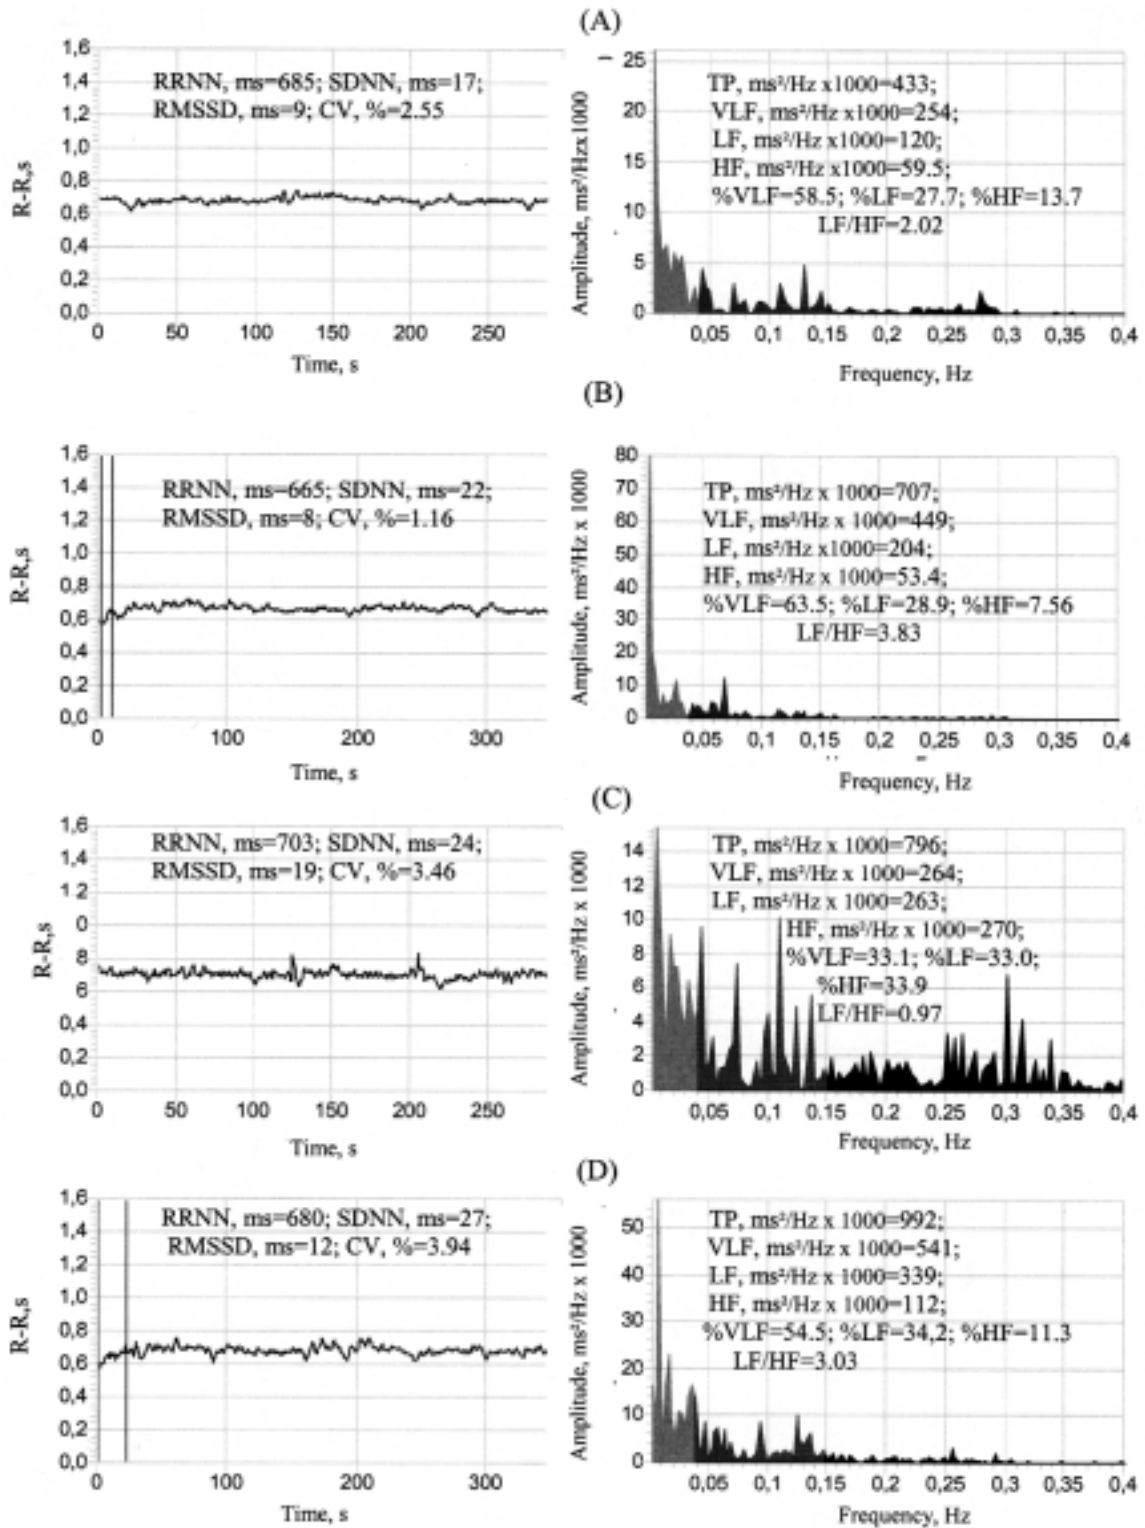 (A)
1,6
1,4
1,2
1,0
0,8
0,6
0,4
0,2
0,0
R-R,s
RRNN, ms=685; SDNN, ms=17;
RMSSD, ms=9; CV, %=2.55
0 50 100 150 200 250
Time, s
25
20
15
10
5
0
Amplitude, ms²/Hzx1000
TP, ms²/Hz x1000=433;
VLF, ms²/Hz x1000=254;
LF, ms²/Hz x1000=120;
HF, ms²/Hz x1000=59.5;
%VLF=58.5; %LF=27.7; %HF=13.7
LF/HF=2.02
0,05 0,1 0,15 0,2 0,25 0,3 0,35 0,4
Frequency, Hz
(B)
1,6
1,4
1,2
1,0
0,8
0,6
0,4
0,2
0,0
R-R,s
RRNN, ms=665; SDNN, ms=22;
RMSSD, ms=8; CV, %=1.16
0 100 200 300
Time, s
80
70
60
50
40
30
20
10
0
Amplitude, ms²/Hz x 1000
TP, ms²/Hz x 1000=707;
VLF, ms²/Hz x 1000=449;
LF, ms²/Hz x1000=204;
HF, ms²/Hz x 1000=53.4;
%VLF=63.5; %LF=28.9; %HF=7.56
LF/HF=3.83
0,05 0,1 0,15 0,2 0,25 0,3 0,35 0,4
Frequency, Hz
(C)
1,6
1,4
1,2
0
8
6
0,4
0,2
0,0
R-R,s
RRNN, ms=703; SDNN, ms=24;
RMSSD, ms=19; CV, %=3.46
0 50 100 150 200 250
Time, s
14
12
10
8
6
4
2
0
Amplitude, ms²/Hz x 1000
TP, ms²/Hz x 1000=796;
VLF, ms²/Hz x 1000=264;
LF, ms²/Hz x 1000=263;
HF, ms²/Hz x 1000=270;
%VLF=33.1; %LF=33.0;
%HF=33.9
LF/HF=0.97
0,05 0,1 0,15 0,2 0,25 0,3 0,35 0,4
Frequency, Hz
(D)
1,6
1,4
1,2
1,0
0,8
0,6
0,4
0,2
0,0
R-R,s
RRNN, ms=680; SDNN, ms=27;
RMSSD, ms=12; CV, %=3.94
0 100 200 300
Time, s
50
40
30
20
10
0
Amplitude, ms²/Hz x 1000
TP, ms²/Hz x 1000=992;
VLF, ms²/Hz x 1000=541;
LF, ms²/Hz x 1000=339;
HF, ms²/Hz x 1000=112;
%VLF=54.5; %LF=34,2; %HF=11.3
LF/HF=3.03
0,05 0,1 0,15 0,2 0,25 0,3 0,35 0,4
Frequency, Hz